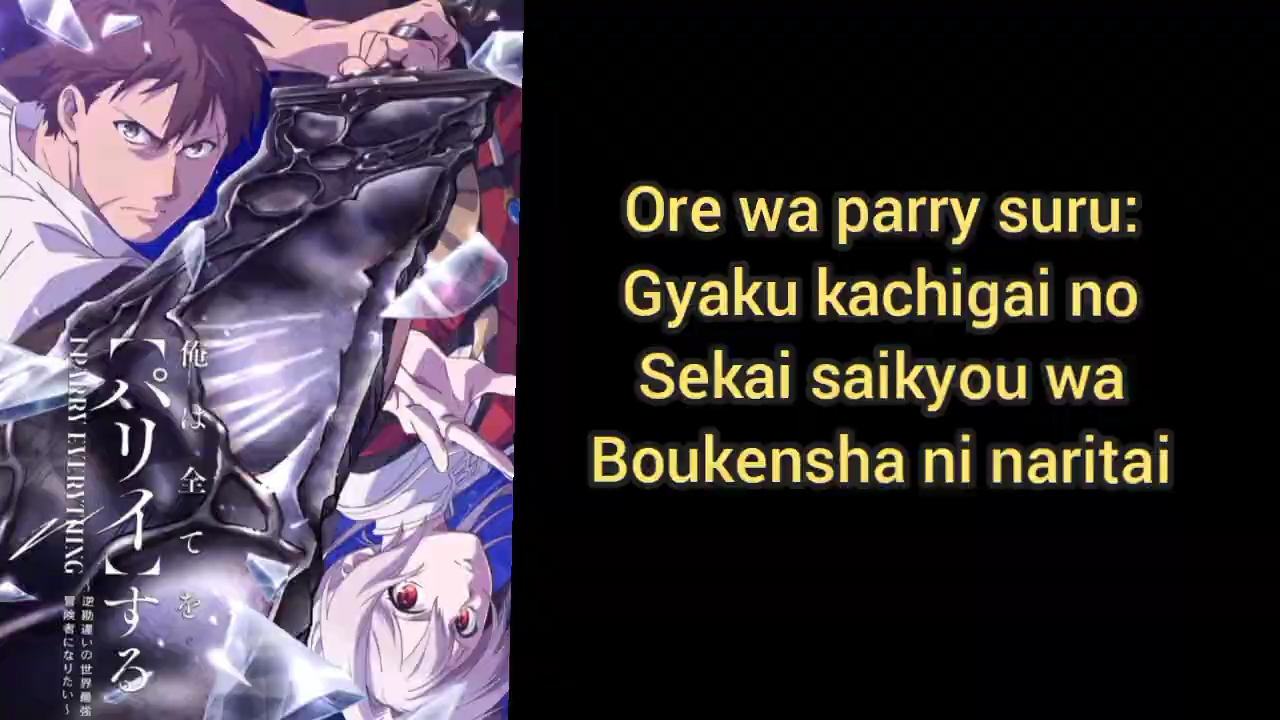 俺は全てを
【パリイ】する
I PARRY EVERYTHING
〜逆勘違いの世界最強
冒険者になりたい〜
Ore wa parry suru:
Gyaku kachigai no
Sekai saikyou wa
Boukensha ni naritai